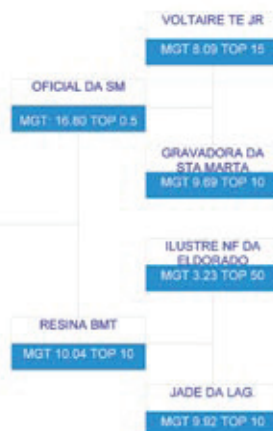 VOLTAIRE TE JR
MGT 8.09 TOP 15
OFICIAL DA SM
MGT: 16.80 TOP 0.5
GRAVADORA DA
STA MARTA
MGT 9.69 TOP 10
ILUSTRE NF DA
ELDORADO
MGT 3.23 TOP 50
RESINA BMT
MGT 10.04 TOP 10
JADE DA LAG.
MGT 9.92 TOP 10